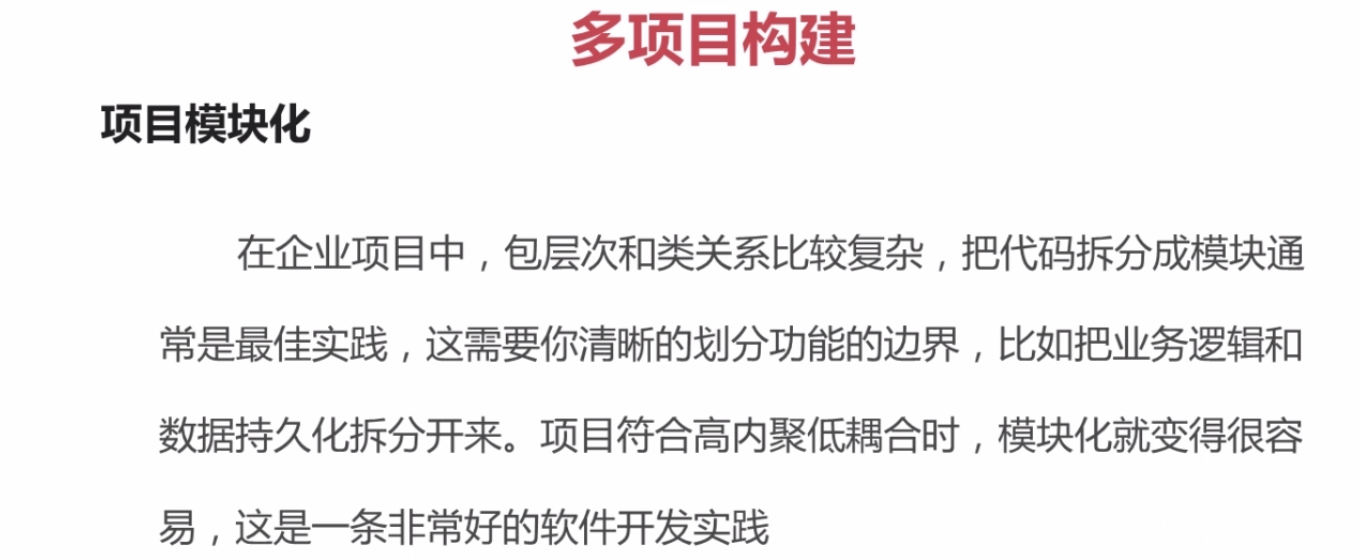 多项目构建
项目模块化
在企业项目中，包层次和类关系比较复杂，把代码拆分成模块通
常是最佳实践，这需要你清晰的划分功能的边界，比如把业务逻辑和
数据持久化拆分开来。项目符合高内聚低耦合时，模块化就变得很容
易，这是一条非常好的软件开发实践